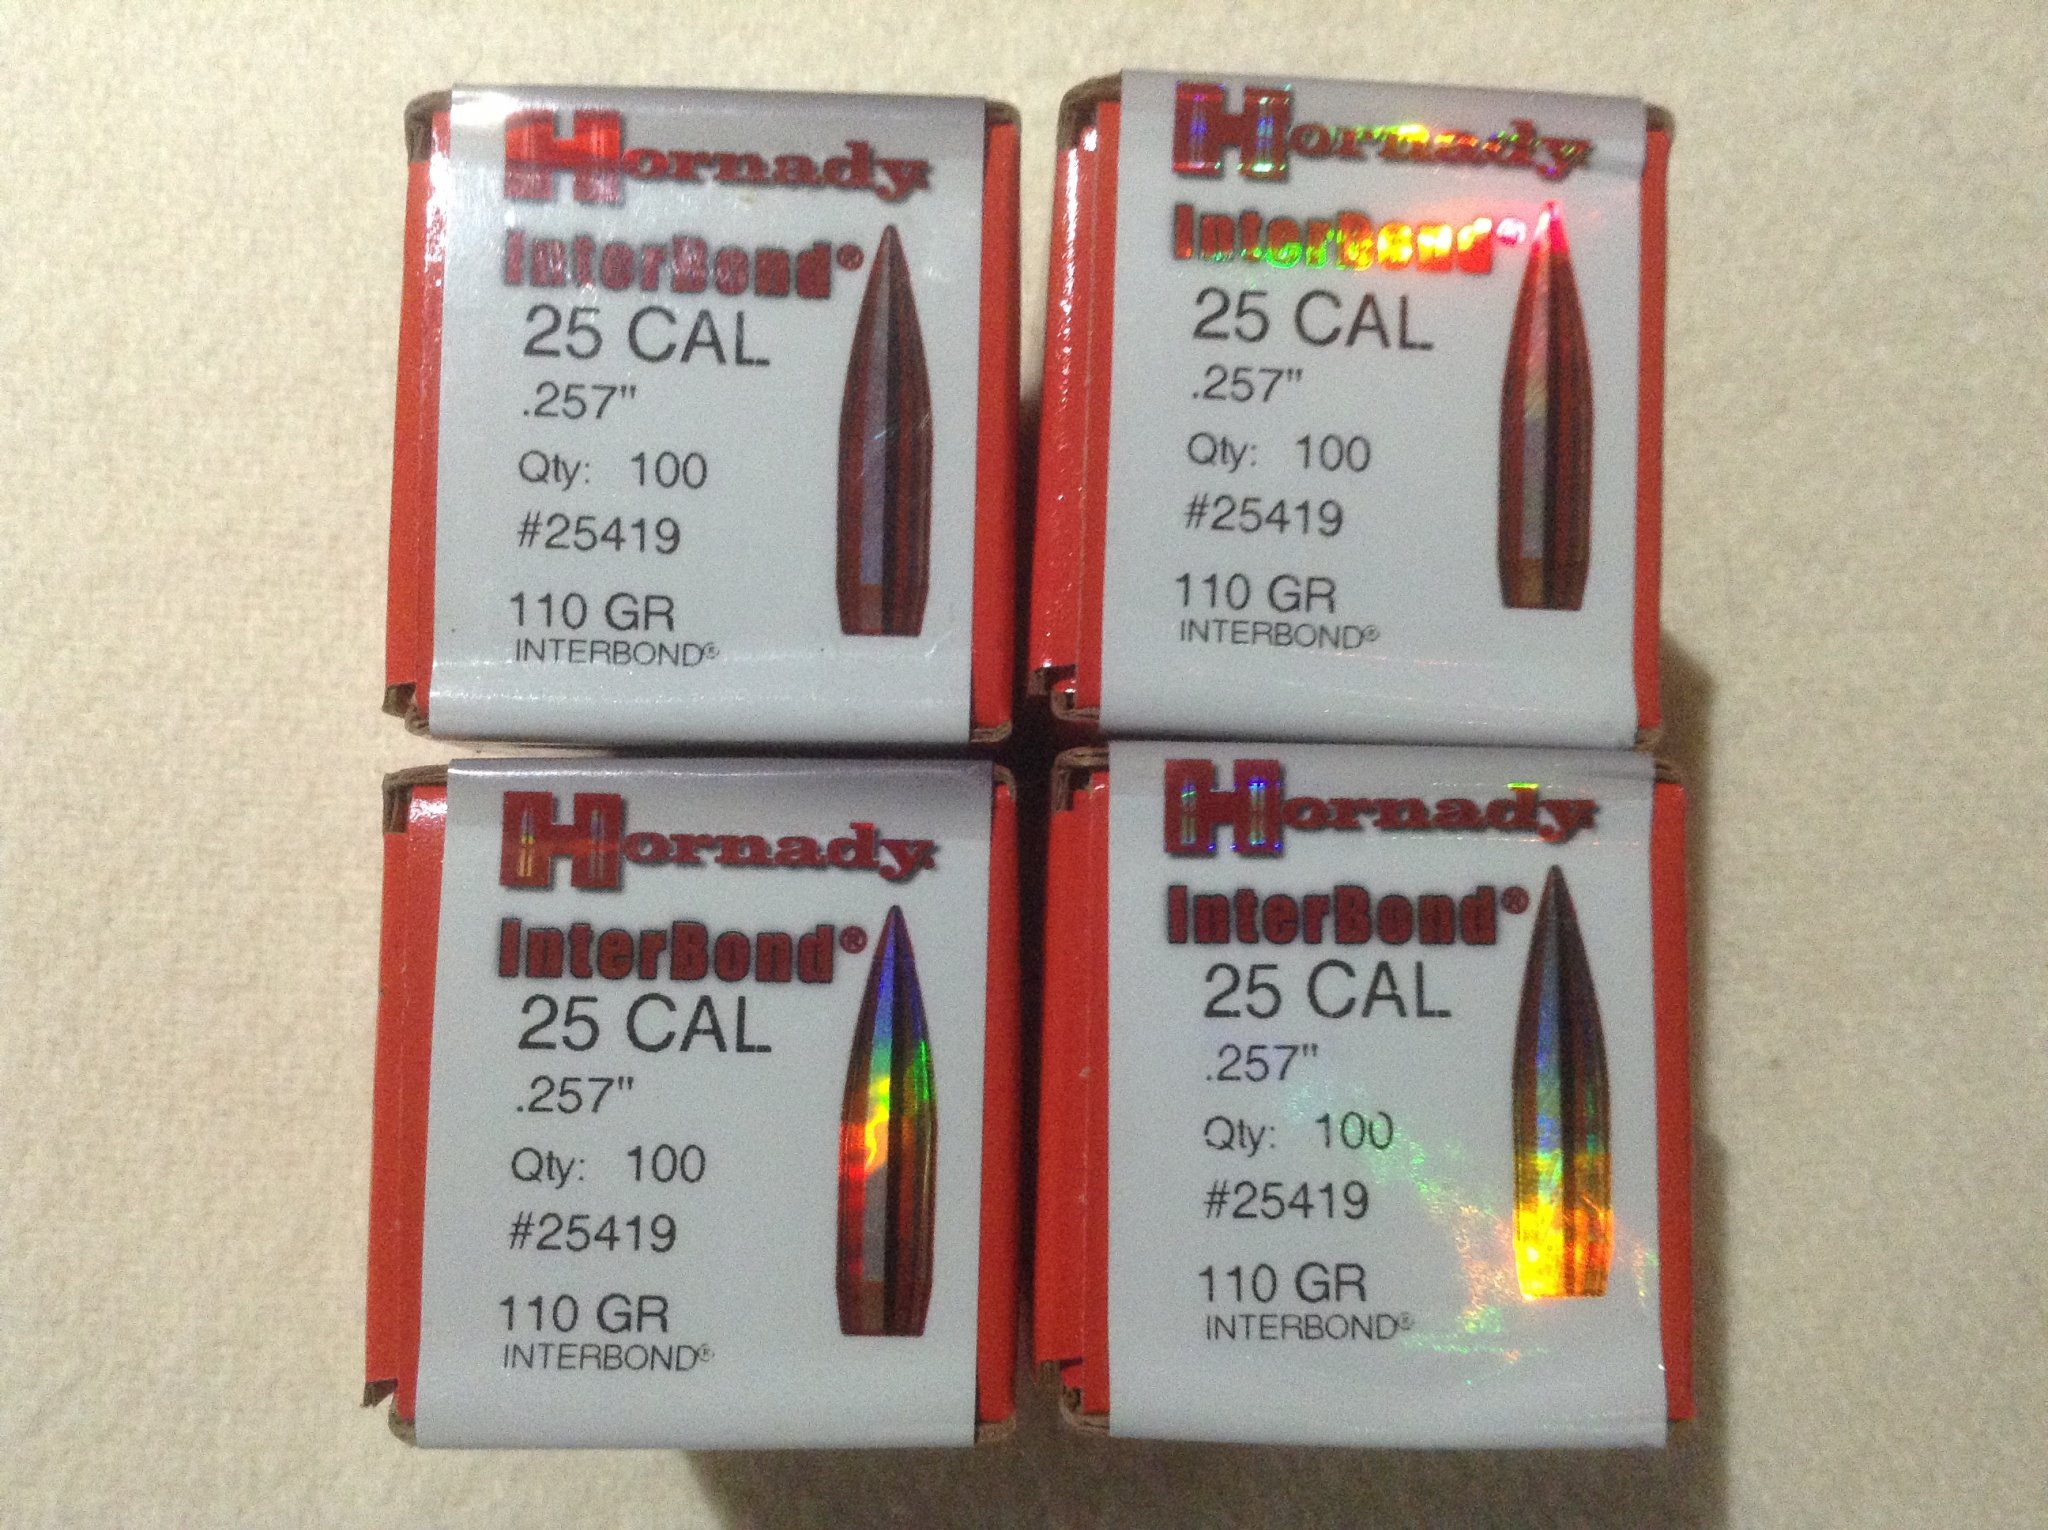 Hornady
InterBond®
25 CAL
.257"
Qty: 100
#25419
110 GR
INTERBOND®
Hornady
InterBond®
25 CAL
.257"
Qty: 100
#25419
110 GR
INTERBOND®
Hornady
InterBond®
25 CAL
.257"
Qty: 100
#25419
110 GR
INTERBOND®
Hornady
InterBond®
25 CAL
.257"
Qty: 100
#25419
110 GR
INTERBOND®